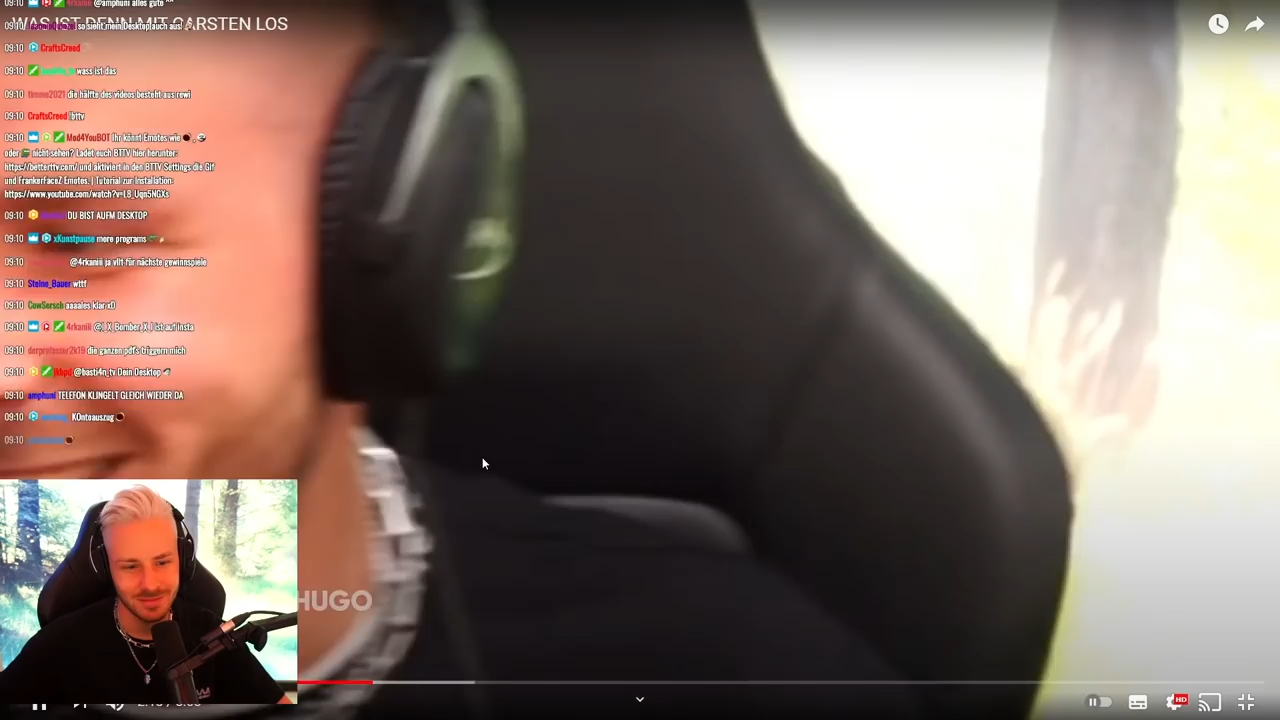 WAS IST DENN MIT CARSTEN LOS
4rkaniii @amphuni alles gute ^^
09:10 so sieht mein Desktop auch aus!
09:10 CraftsCreed
09:10 wass ist das
09:10 timmo2021 die hälfte des videos besteht aus rewi
09:10 CraftsCreed !bttv
09:10 Mod4YouBOT Ihr könnt Emotes wie ,
oder nicht sehen? Ladet euch BTTV hier herunter:
https://betterttv.com/ und aktiviert in den BTTV Settings die Gif
und FrankerFaceZ Emotes. | Tutorial zur Installation:
https://www.youtube.com/watch?v=L8_Uqn5NGXs
09:10 DU BIST AUFM DESKTOP
09:10 xKunstpause more programs
09:10 @4rkaniii ja vllt für nächste gewinnspiele
09:10 Steine_Bauer wttf
09:10 CowSersch aaaales klar xD
09:10 4rkaniii @I_X_Bomber_X_I ist auf insta
09:10 derprofesser2k19 die ganzen pdf's triggern mich
09:10 @basti4n_tv Dein Desktop
09:10 amphuni TELEFON KLINGELT GLEICH WIEDER DA
09:10 KOntoauszug
09:10
HUGO
HD